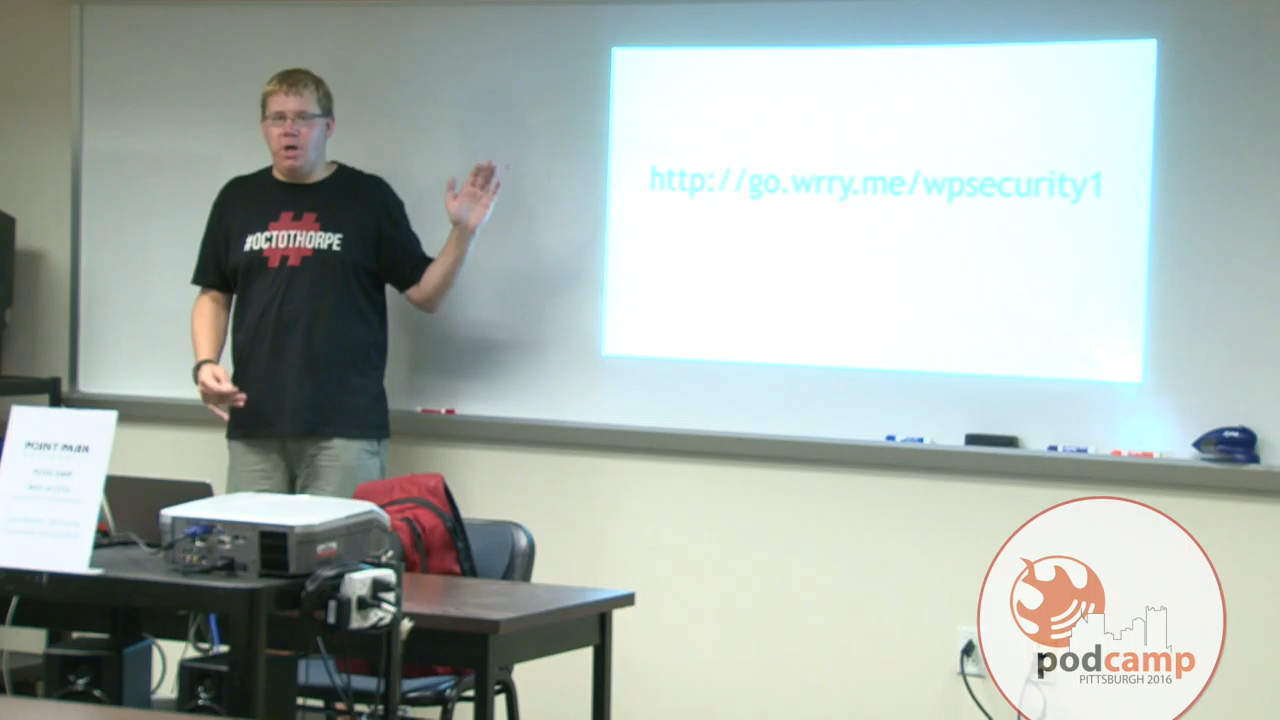 http://go.wrry.me/wpsecurity1
#OCTOTHORPE
POINT PARK
podcamp
PITTSBURGH 2016